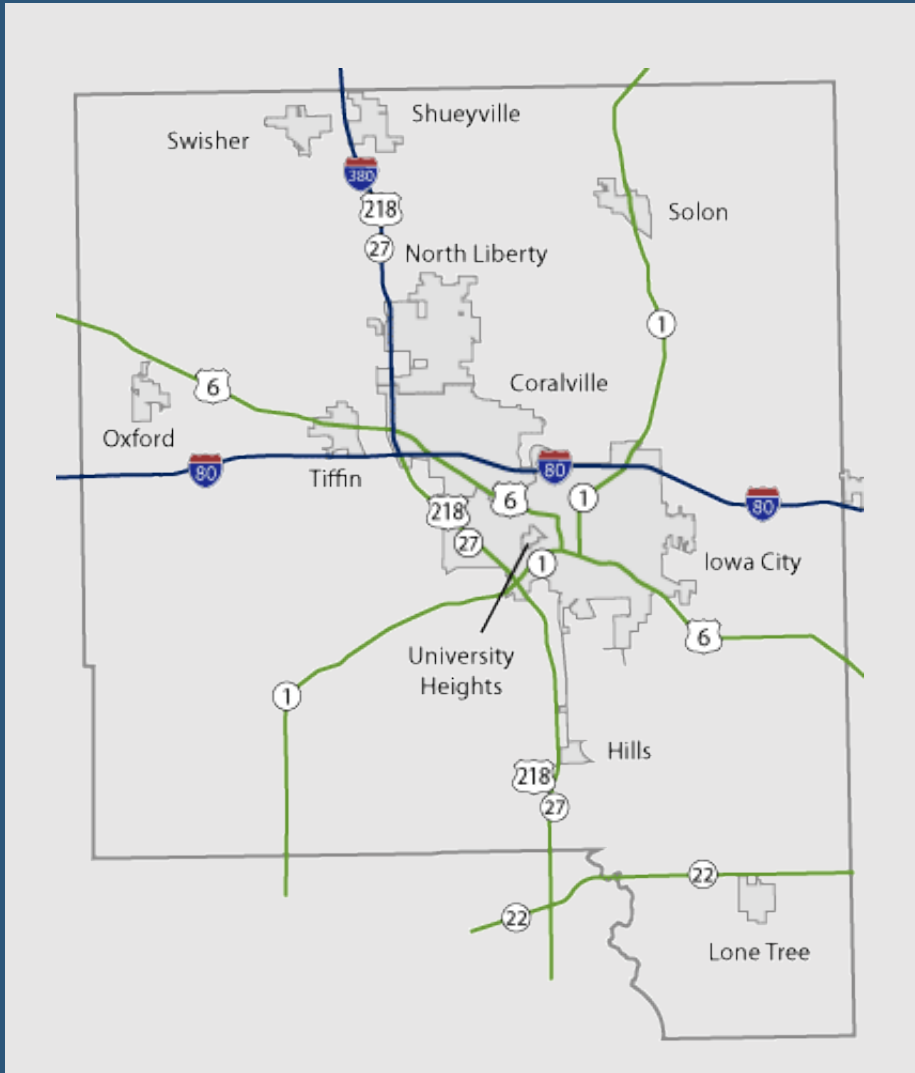 Shueyville
Swisher
380
218
Solon
27
North Liberty
1
6
Coralville
Oxford
80
80
Tiffin
6
1
80
218
27
1
Iowa City
6
University
Heights
1
Hills
218
27
22
22
Lone Tree